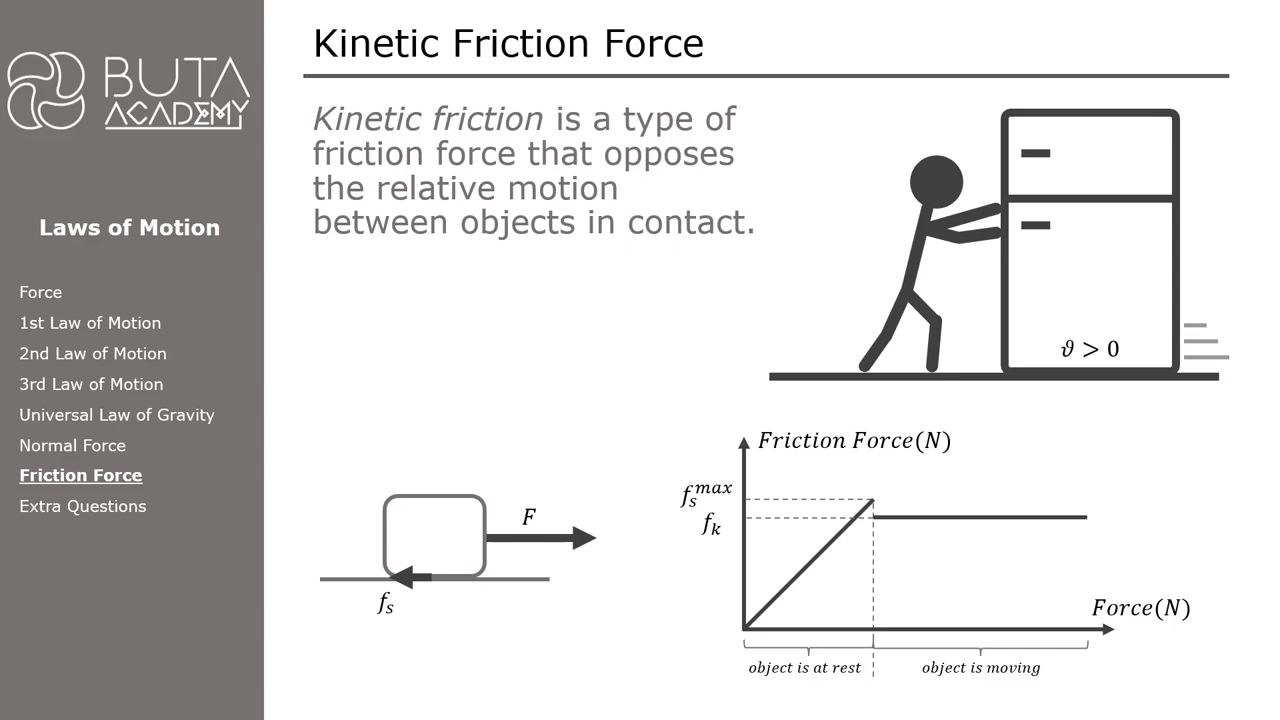 BUTA
ACADEMY
Laws of Motion
Force
1st Law of Motion
2nd Law of Motion
3rd Law of Motion
Universal Law of Gravity
Normal Force
Friction Force
Extra Questions
Kinetic Friction Force
Kinetic friction is a type of
friction force that opposes
the relative motion
between objects in contact.
ϑ > 0
F
fₛ
Friction Force(N)
fₛᵐᵃˣ
fₖ
Force(N)
object is at rest
object is moving